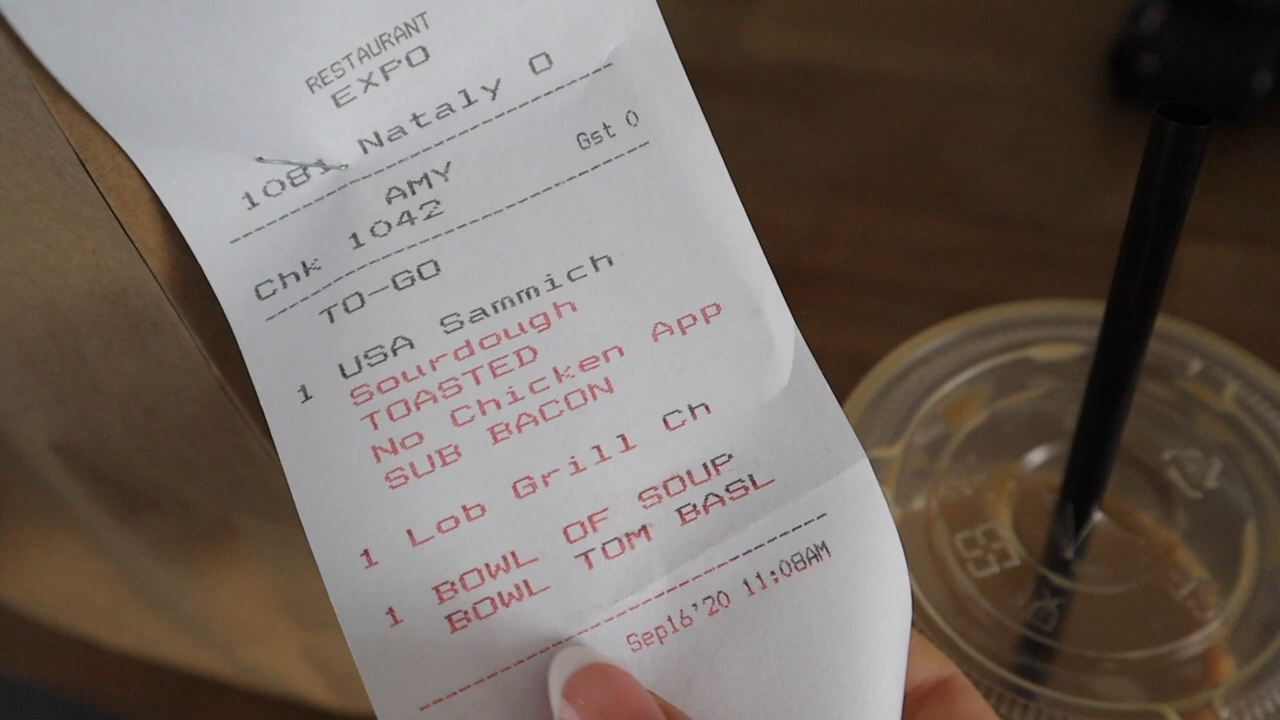 RESTAURANT
EXPO
1081 Nataly 0
AMY
Chk 1042 Gst 0
TO-GO
1 USA Sammich
Sourdough
TOASTED
No Chicken App
SUB BACON
1 Lob Grill Ch
1 BOWL OF SOUP
BOWL TOM BASL
Sep16'20 11:08AM